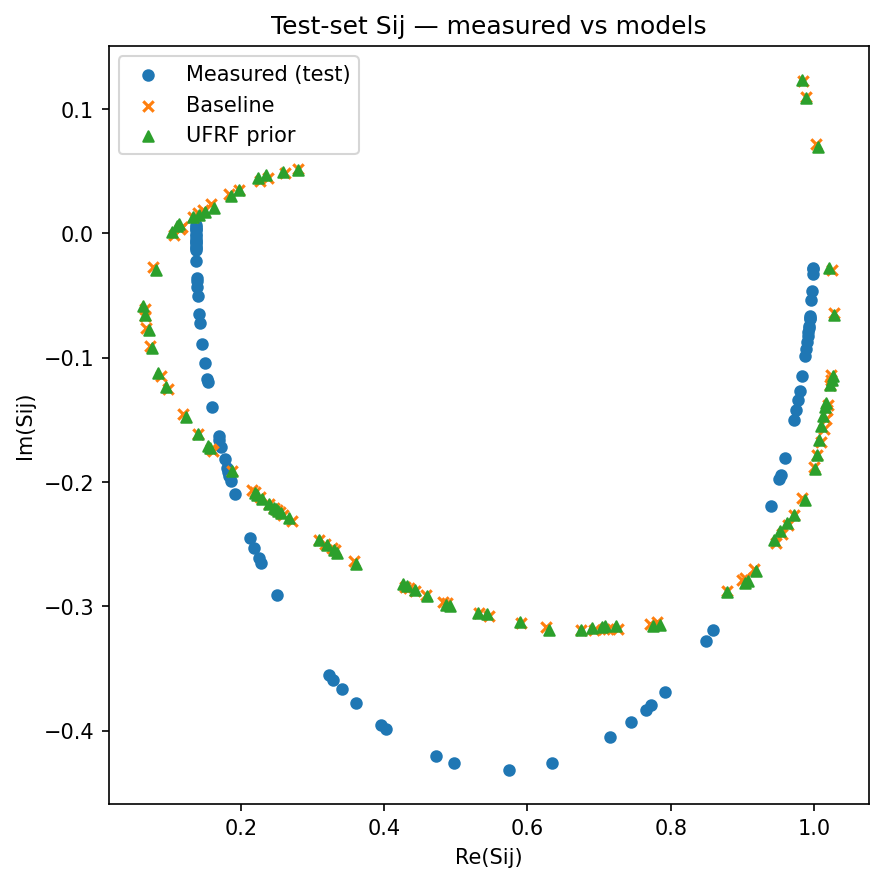 Test-set Sij — measured vs models
Measured (test)
Baseline
UFRF prior
0.1
0.0
−0.1
−0.2
−0.3
−0.4
Im(Sij)
0.2
0.4
0.6
0.8
1.0
Re(Sij)